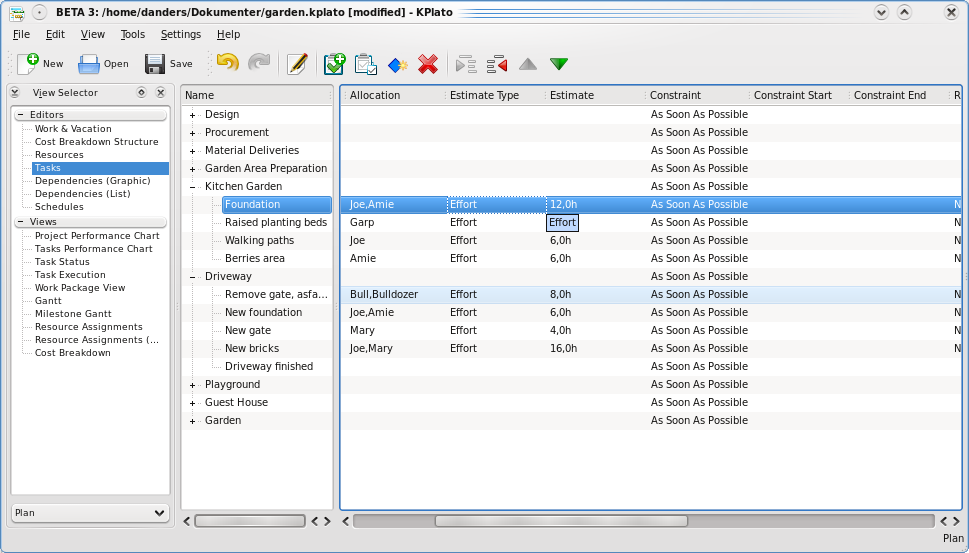 BETA 3: /home/danders/Dokumenter/garden.kplato [modified] - KPlato
File Edit View Tools Settings Help
New Open Save
View Selector
Editors
Work & Vacation
Cost Breakdown Structure
Resources
Tasks
Dependencies (Graphic)
Dependencies (List)
Schedules
Views
Project Performance Chart
Tasks Performance Chart
Task Status
Task Execution
Work Package View
Gantt
Milestone Gantt
Resource Assignments
Resource Assignments (...
Cost Breakdown
Plan
Name Allocation Estimate Type Estimate Constraint Constraint Start Constraint End R
Design As Soon As Possible
Procurement As Soon As Possible
Material Deliveries As Soon As Possible
Garden Area Preparation As Soon As Possible
Kitchen Garden As Soon As Possible
Foundation Joe,Amie Effort 12,0h As Soon As Possible N
Raised planting beds Garp Effort Effort As Soon As Possible N
Walking paths Joe Effort 6,0h As Soon As Possible N
Berries area Amie Effort 6,0h As Soon As Possible N
Driveway As Soon As Possible
Remove gate, asfa... Bull,Bulldozer Effort 8,0h As Soon As Possible N
New foundation Joe,Amie Effort 6,0h As Soon As Possible N
New gate Mary Effort 4,0h As Soon As Possible N
New bricks Joe,Mary Effort 16,0h As Soon As Possible N
Driveway finished As Soon As Possible
Playground As Soon As Possible
Guest House As Soon As Possible
Garden As Soon As Possible
Plan